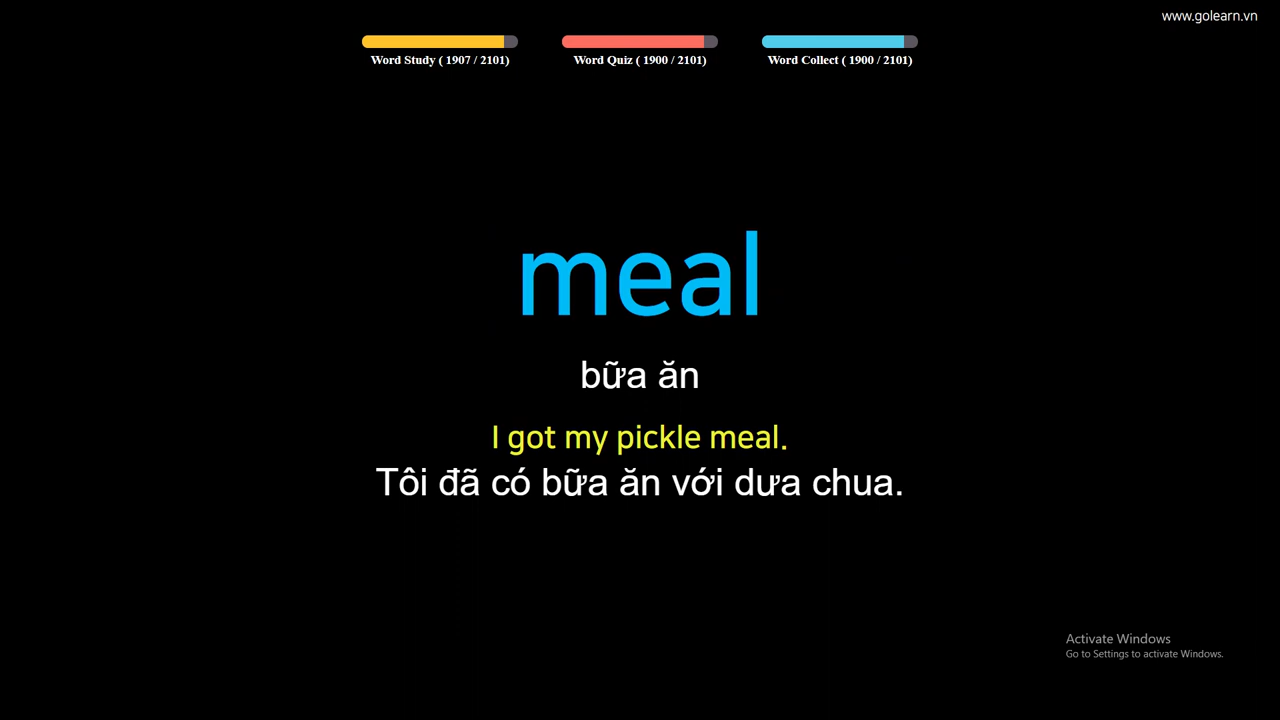 www.golearn.vn
Word Study ( 1907 / 2101)
Word Quiz ( 1900 / 2101)
Word Collect ( 1900 / 2101)
meal
bữa ăn
I got my pickle meal.
Tôi đã có bữa ăn với dưa chua.
Activate Windows
Go to Settings to activate Windows.